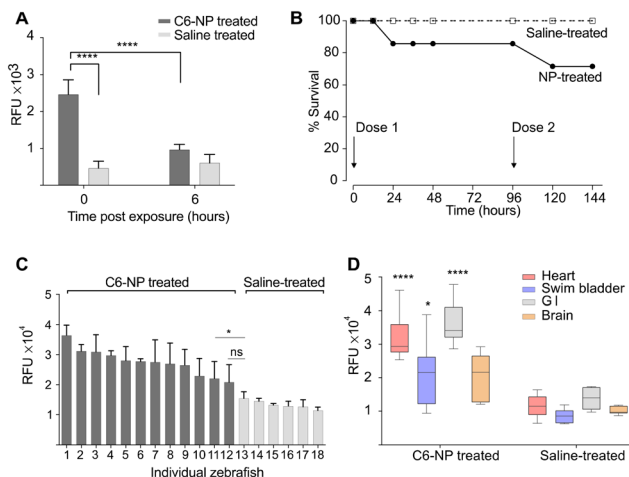 A
C6-NP treated
Saline treated
****
****
RFU ×10³
3
2
1
0
6
Time post exposure (hours)
B
Saline-treated
NP-treated
% Survival
100
80
60
40
20
0
Dose 1
Dose 2
0 24 48 72 96 120 144
Time (hours)
C
C6-NP treated
Saline-treated
*
ns
RFU ×10⁴
5
4
3
2
1
1 2 3 4 5 6 7 8 9 10 11 12 13 14 15 16 17 18
Individual zebrafish
D
Heart
Swim bladder
G I
Brain
****
*
****
RFU ×10⁴
5
4
3
2
1
0
C6-NP treated
Saline-treated